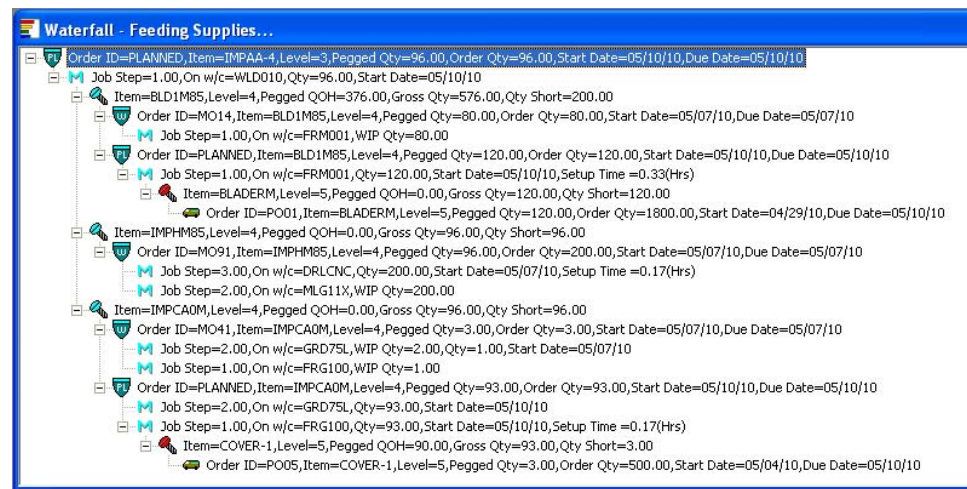 Waterfall - Feeding Supplies...
PL Order ID=PLANNED,Item=IMPAA-4,Level=3,Pegged Qty=96.00,Order Qty=96.00,Start Date=05/10/10,Due Date=05/10/10
M Job Step=1.00,On w/c=WLD010,Qty=96.00,Start Date=05/10/10
Item=BLD1M85,Level=4,Pegged QOH=376.00,Gross Qty=576.00,Qty Short=200.00
W Order ID=MO14,Item=BLD1M85,Level=4,Pegged Qty=80.00,Order Qty=80.00,Start Date=05/07/10,Due Date=05/07/10
M Job Step=1.00,On w/c=FRM001,WIP Qty=80.00
PL Order ID=PLANNED,Item=BLD1M85,Level=4,Pegged Qty=120.00,Order Qty=120.00,Start Date=05/10/10,Due Date=05/10/10
M Job Step=1.00,On w/c=FRM001,Qty=120.00,Start Date=05/10/10,Setup Time =0.33(Hrs)
Item=BLADERM,Level=5,Pegged QOH=0.00,Gross Qty=120.00,Qty Short=120.00
Order ID=PO01,Item=BLADERM,Level=5,Pegged Qty=120.00,Order Qty=1800.00,Start Date=04/29/10,Due Date=05/10/10
Item=IMPHM85,Level=4,Pegged QOH=0.00,Gross Qty=96.00,Qty Short=96.00
W Order ID=MO91,Item=IMPHM85,Level=4,Pegged Qty=96.00,Order Qty=200.00,Start Date=05/07/10,Due Date=05/07/10
M Job Step=3.00,On w/c=DRLCNC,Qty=200.00,Start Date=05/07/10,Setup Time =0.17(Hrs)
M Job Step=2.00,On w/c=MLG11X,WIP Qty=200.00
Item=IMPCA0M,Level=4,Pegged QOH=0.00,Gross Qty=96.00,Qty Short=96.00
W Order ID=MO41,Item=IMPCA0M,Level=4,Pegged Qty=3.00,Order Qty=3.00,Start Date=05/07/10,Due Date=05/07/10
M Job Step=2.00,On w/c=GRD75L,WIP Qty=2.00,Qty=1.00,Start Date=05/07/10
M Job Step=1.00,On w/c=FRG100,WIP Qty=1.00
PL Order ID=PLANNED,Item=IMPCA0M,Level=4,Pegged Qty=93.00,Order Qty=93.00,Start Date=05/10/10,Due Date=05/10/10
M Job Step=2.00,On w/c=GRD75L,Qty=93.00,Start Date=05/10/10
M Job Step=1.00,On w/c=FRG100,Qty=93.00,Start Date=05/10/10,Setup Time =0.17(Hrs)
Item=COVER-1,Level=5,Pegged QOH=90.00,Gross Qty=93.00,Qty Short=3.00
Order ID=PO05,Item=COVER-1,Level=5,Pegged Qty=3.00,Order Qty=500.00,Start Date=05/04/10,Due Date=05/10/10